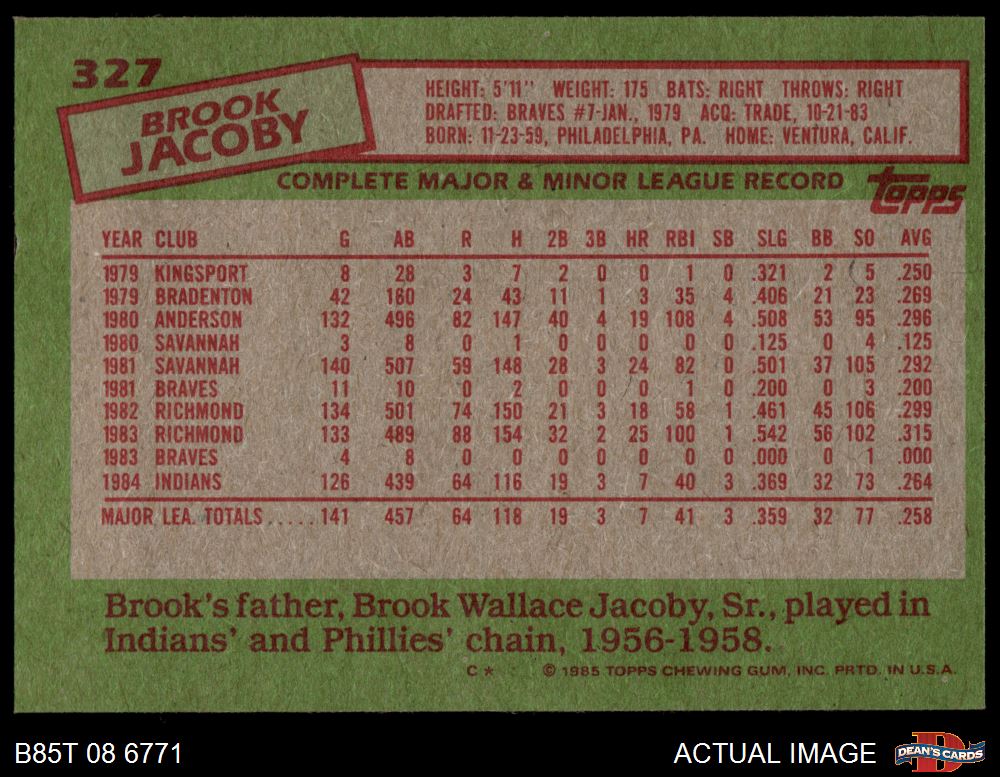 327
BROOK
JACOBY
HEIGHT: 5'11" WEIGHT: 175 BATS: RIGHT THROWS: RIGHT
DRAFTED: BRAVES #7-JAN., 1979 ACQ: TRADE, 10-21-83
BORN: 11-23-59, PHILADELPHIA, PA. HOME: VENTURA, CALIF.
COMPLETE MAJOR & MINOR LEAGUE RECORD
topps
YEAR CLUB G AB R H 2B 3B HR RBI SB SLG BB SO AVG
1979 KINGSPORT 8 28 3 7 2 0 0 1 0 .321 2 5 .250
1979 BRADENTON 42 160 24 43 11 1 3 35 4 .406 21 23 .269
1980 ANDERSON 132 496 82 147 40 4 19 108 4 .508 53 95 .296
1980 SAVANNAH 3 8 0 1 0 0 0 0 0 .125 0 4 .125
1981 SAVANNAH 140 507 59 148 28 3 24 82 0 .501 37 105 .292
1981 BRAVES 11 10 0 2 0 0 0 1 0 .200 0 3 .200
1982 RICHMOND 134 501 74 150 21 3 18 58 1 .461 45 106 .299
1983 RICHMOND 133 489 88 154 32 2 25 100 1 .542 56 102 .315
1983 BRAVES 4 8 0 0 0 0 0 0 0 .000 0 1 .000
1984 INDIANS 126 439 64 116 19 3 7 40 3 .369 32 73 .264
MAJOR LEA. TOTALS ..... 141 457 64 118 19 3 7 41 3 .359 32 77 .258
Brook's father, Brook Wallace Jacoby, Sr., played in
Indians' and Phillies' chain, 1956-1958.
C * © 1985 TOPPS CHEWING GUM, INC. PRTD. IN U.S.A.
B85T 08 6771
ACTUAL IMAGE
DEAN'S CARDS